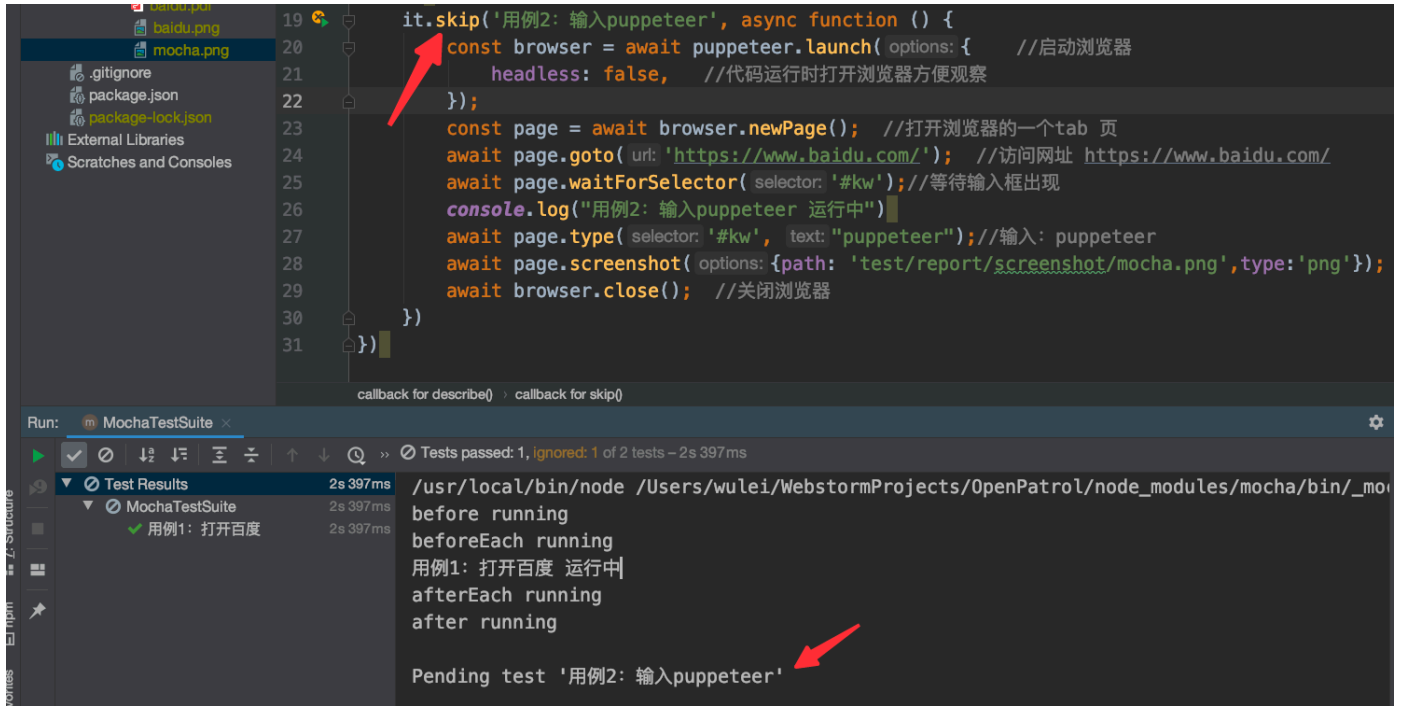 baidu.pdf
baidu.png
mocha.png
.gitignore
package.json
package-lock.json
External Libraries
Scratches and Consoles
19 it.skip('用例2: 输入puppeteer', async function () {
20 const browser = await puppeteer.launch( options: { //启动浏览器
21 headless: false, //代码运行时打开浏览器方便观察
22 });
23 const page = await browser.newPage(); //打开浏览器的一个tab 页
24 await page.goto( url: 'https://www.baidu.com/'); //访问网址 https://www.baidu.com/
25 await page.waitForSelector( selector: '#kw');//等待输入框出现
26 console.log("用例2: 输入puppeteer 运行中")
27 await page.type( selector: '#kw', text: "puppeteer");//输入: puppeteer
28 await page.screenshot( options: {path: 'test/report/screenshot/mocha.png',type:'png'});
29 await browser.close(); //关闭浏览器
30 })
31 })
callback for describe() › callback for skip()
Run: m MochaTestSuite ×
» Tests passed: 1, ignored: 1 of 2 tests – 2s 397ms
Test Results 2s 397ms
MochaTestSuite 2s 397ms
用例1: 打开百度 2s 397ms
/usr/local/bin/node /Users/wulei/WebstormProjects/OpenPatrol/node_modules/mocha/bin/_mo
before running
beforeEach running
用例1: 打开百度 运行中
afterEach running
after running
Pending test '用例2: 输入puppeteer'
Z: Structure
npm